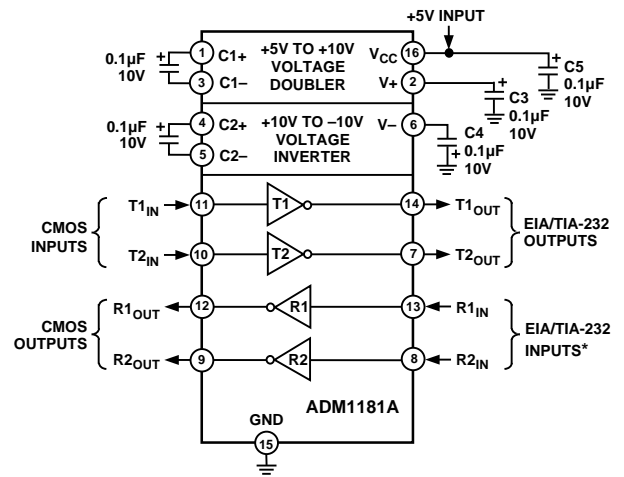 +5V INPUT
0.1µF
10V
+
1
C1+
3
C1–
+5V TO +10V
VOLTAGE
DOUBLER
VCC
16
V+
2
+
C3
0.1µF
10V
+
C5
0.1µF
10V
0.1µF
10V
+
4
C2+
5
C2–
+10V TO –10V
VOLTAGE
INVERTER
V–
6
C4
+
0.1µF
10V
CMOS
INPUTS
T1IN
11
T1
14
T1OUT
T2IN
10
T2
7
T2OUT
EIA/TIA-232
OUTPUTS
CMOS
OUTPUTS
R1OUT
12
R1
13
R1IN
R2OUT
9
R2
8
R2IN
EIA/TIA-232
INPUTS*
ADM1181A
GND
15